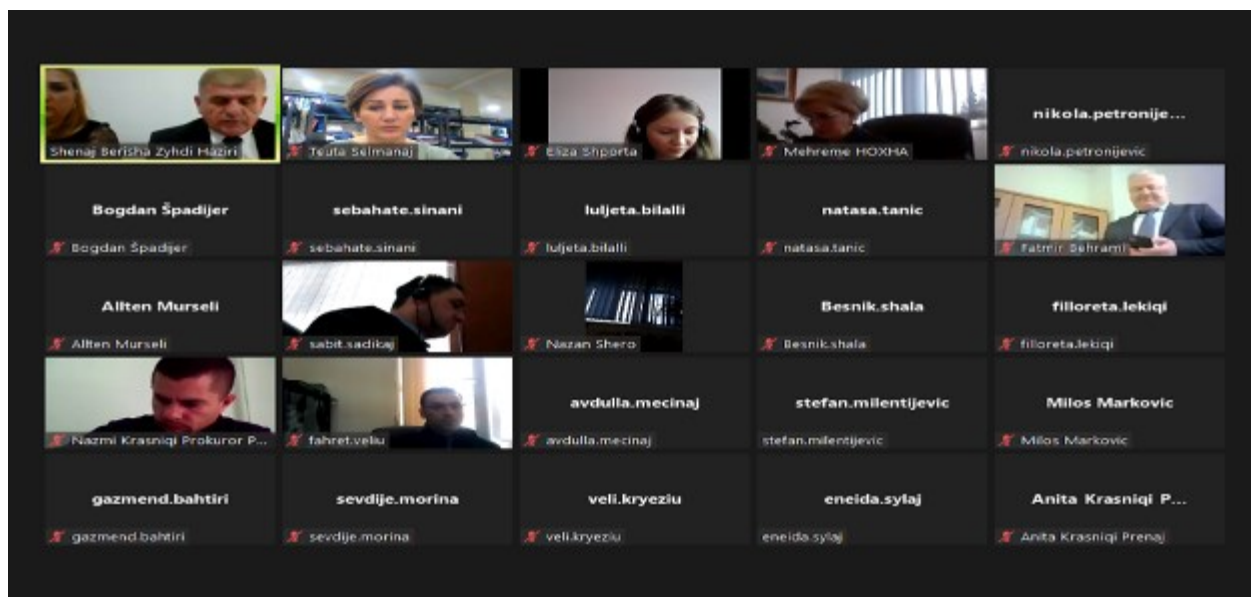 Shenaj Berisha Zyhdi Haziri
Teuta Selmanaj
Eliza Shporta
Mehreme HOXHA
nikola.petronije...
nikola.petronijevic
Bogdan Špadijer
Bogdan Špadijer
sebahate.sinani
sebahate.sinani
luljeta.bilalli
luljeta.bilalli
natasa.tanic
natasa.tanic
Fatmir Behrami
Allten Murseli
Allten Murseli
sabit.sadikaj
Nazan Shero
Besnik.shala
Besnik.shala
filloreta.lekiqi
filloreta.lekiqi
Nazmi Krasniqi Prokuror P...
fahret.veliu
avdulla.mecinaj
avdulla.mecinaj
stefan.milentijevic
stefan.milentijevic
Milos Markovic
Milos Markovic
gazmend.bahtiri
gazmend.bahtiri
sevdije.morina
sevdije.morina
veli.kryeziu
veli.kryeziu
eneida.sylaj
eneida.sylaj
Anita Krasniqi P...
Anita Krasniqi Prenaj